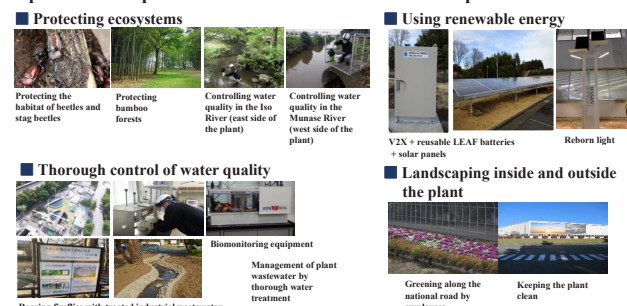 Protecting ecosystems
Protecting the
habitat of beetles and
stag beetles
Protecting
bamboo
forests
Controlling water
quality in the Iso
River (east side of
the plant)
Controlling water
quality in the
Munase River
(west side of the
plant)
Using renewable energy
V2X + reusable LEAF batteries
+ solar panels
Reborn light
Thorough control of water quality
Biomonitoring equipment
Management of plant
wastewater by
thorough water
treatment
Landscaping inside and outside
the plant
Greening along the
national road by
Keeping the plant
clean